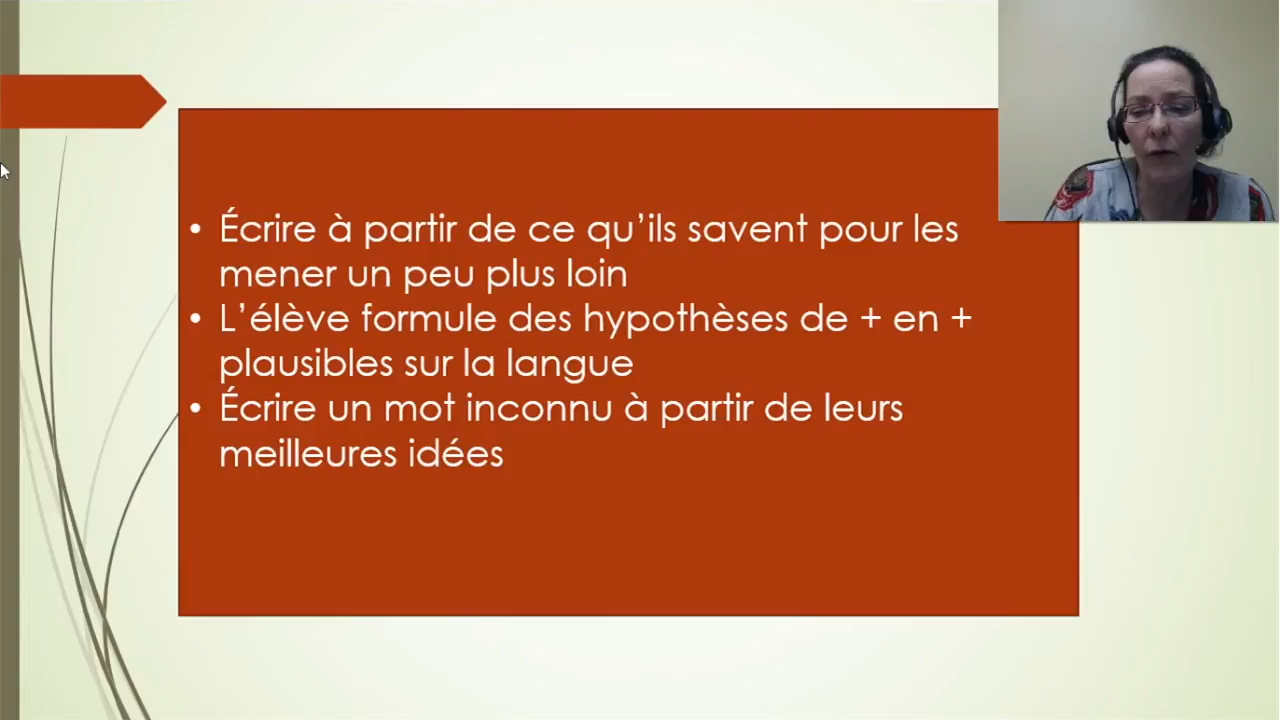 • Écrire à partir de ce qu’ils savent pour les
mener un peu plus loin
• L’élève formule des hypothèses de + en +
plausibles sur la langue
• Écrire un mot inconnu à partir de leurs
meilleures idées